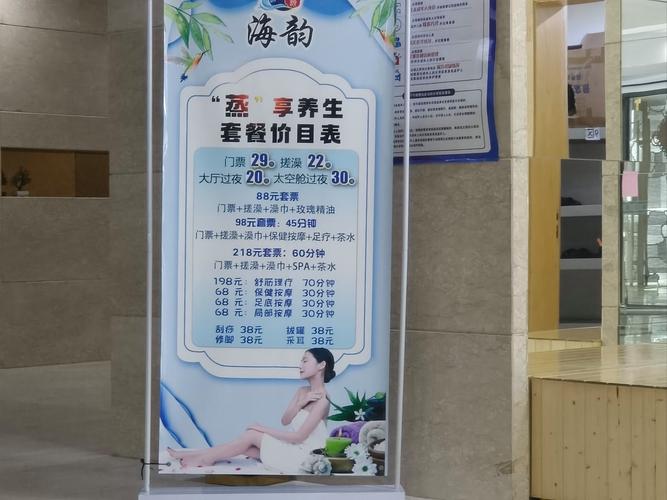 海韵
“蒸”享养生
套餐价目表
门票 29元 搓澡 22元
大厅过夜 20元 太空舱过夜 30元
88元套票
门票+搓澡+澡巾+玫瑰精油
98元套票：45分钟
门票+搓澡+澡巾+保健按摩+足疗+茶水
218元套票：60分钟
门票+搓澡+澡巾+SPA+茶水
198元：舒筋理疗 70分钟
68 元：保健按摩 30分钟
68 元：足底按摩 30分钟
68 元：局部按摩 30分钟
刮痧 38元 拔罐 38元
修脚 38元 采耳 38元